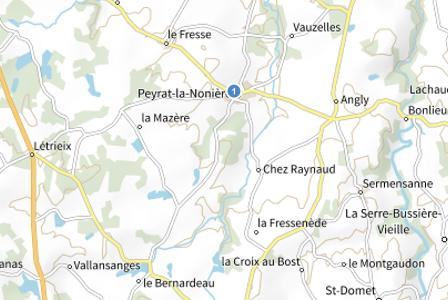 le Fresse
Vauzelles
Peyrat-la-Nonièr
1
Angly
Lachau
Bonlieu
la Mazère
Létrieix
Chez Raynaud
Sermensanne
La Serre-Bussière-
Vieille
la Fressenède
anas
Vallansanges
la Croix au Bost
le Montgaudon
le Bernardeau
St-Domet